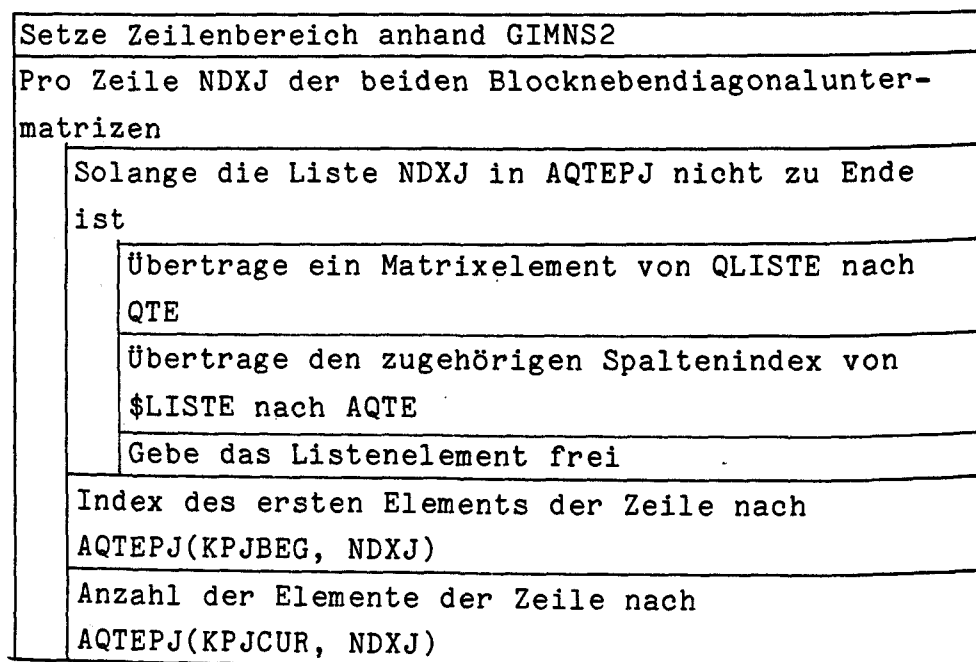 Setze Zeilenbereich anhand GIMNS2
Pro Zeile NDXJ der beiden Blocknebendiagonalunter-
matrizen
Solange die Liste NDXJ in AQTEPJ nicht zu Ende
ist
Übertrage ein Matrixelement von QLISTE nach
QTE
Übertrage den zugehörigen Spaltenindex von
$LISTE nach AQTE
Gebe das Listenelement frei
Index des ersten Elements der Zeile nach
AQTEPJ(KPJBEG, NDXJ)
Anzahl der Elemente der Zeile nach
AQTEPJ(KPJCUR, NDXJ)